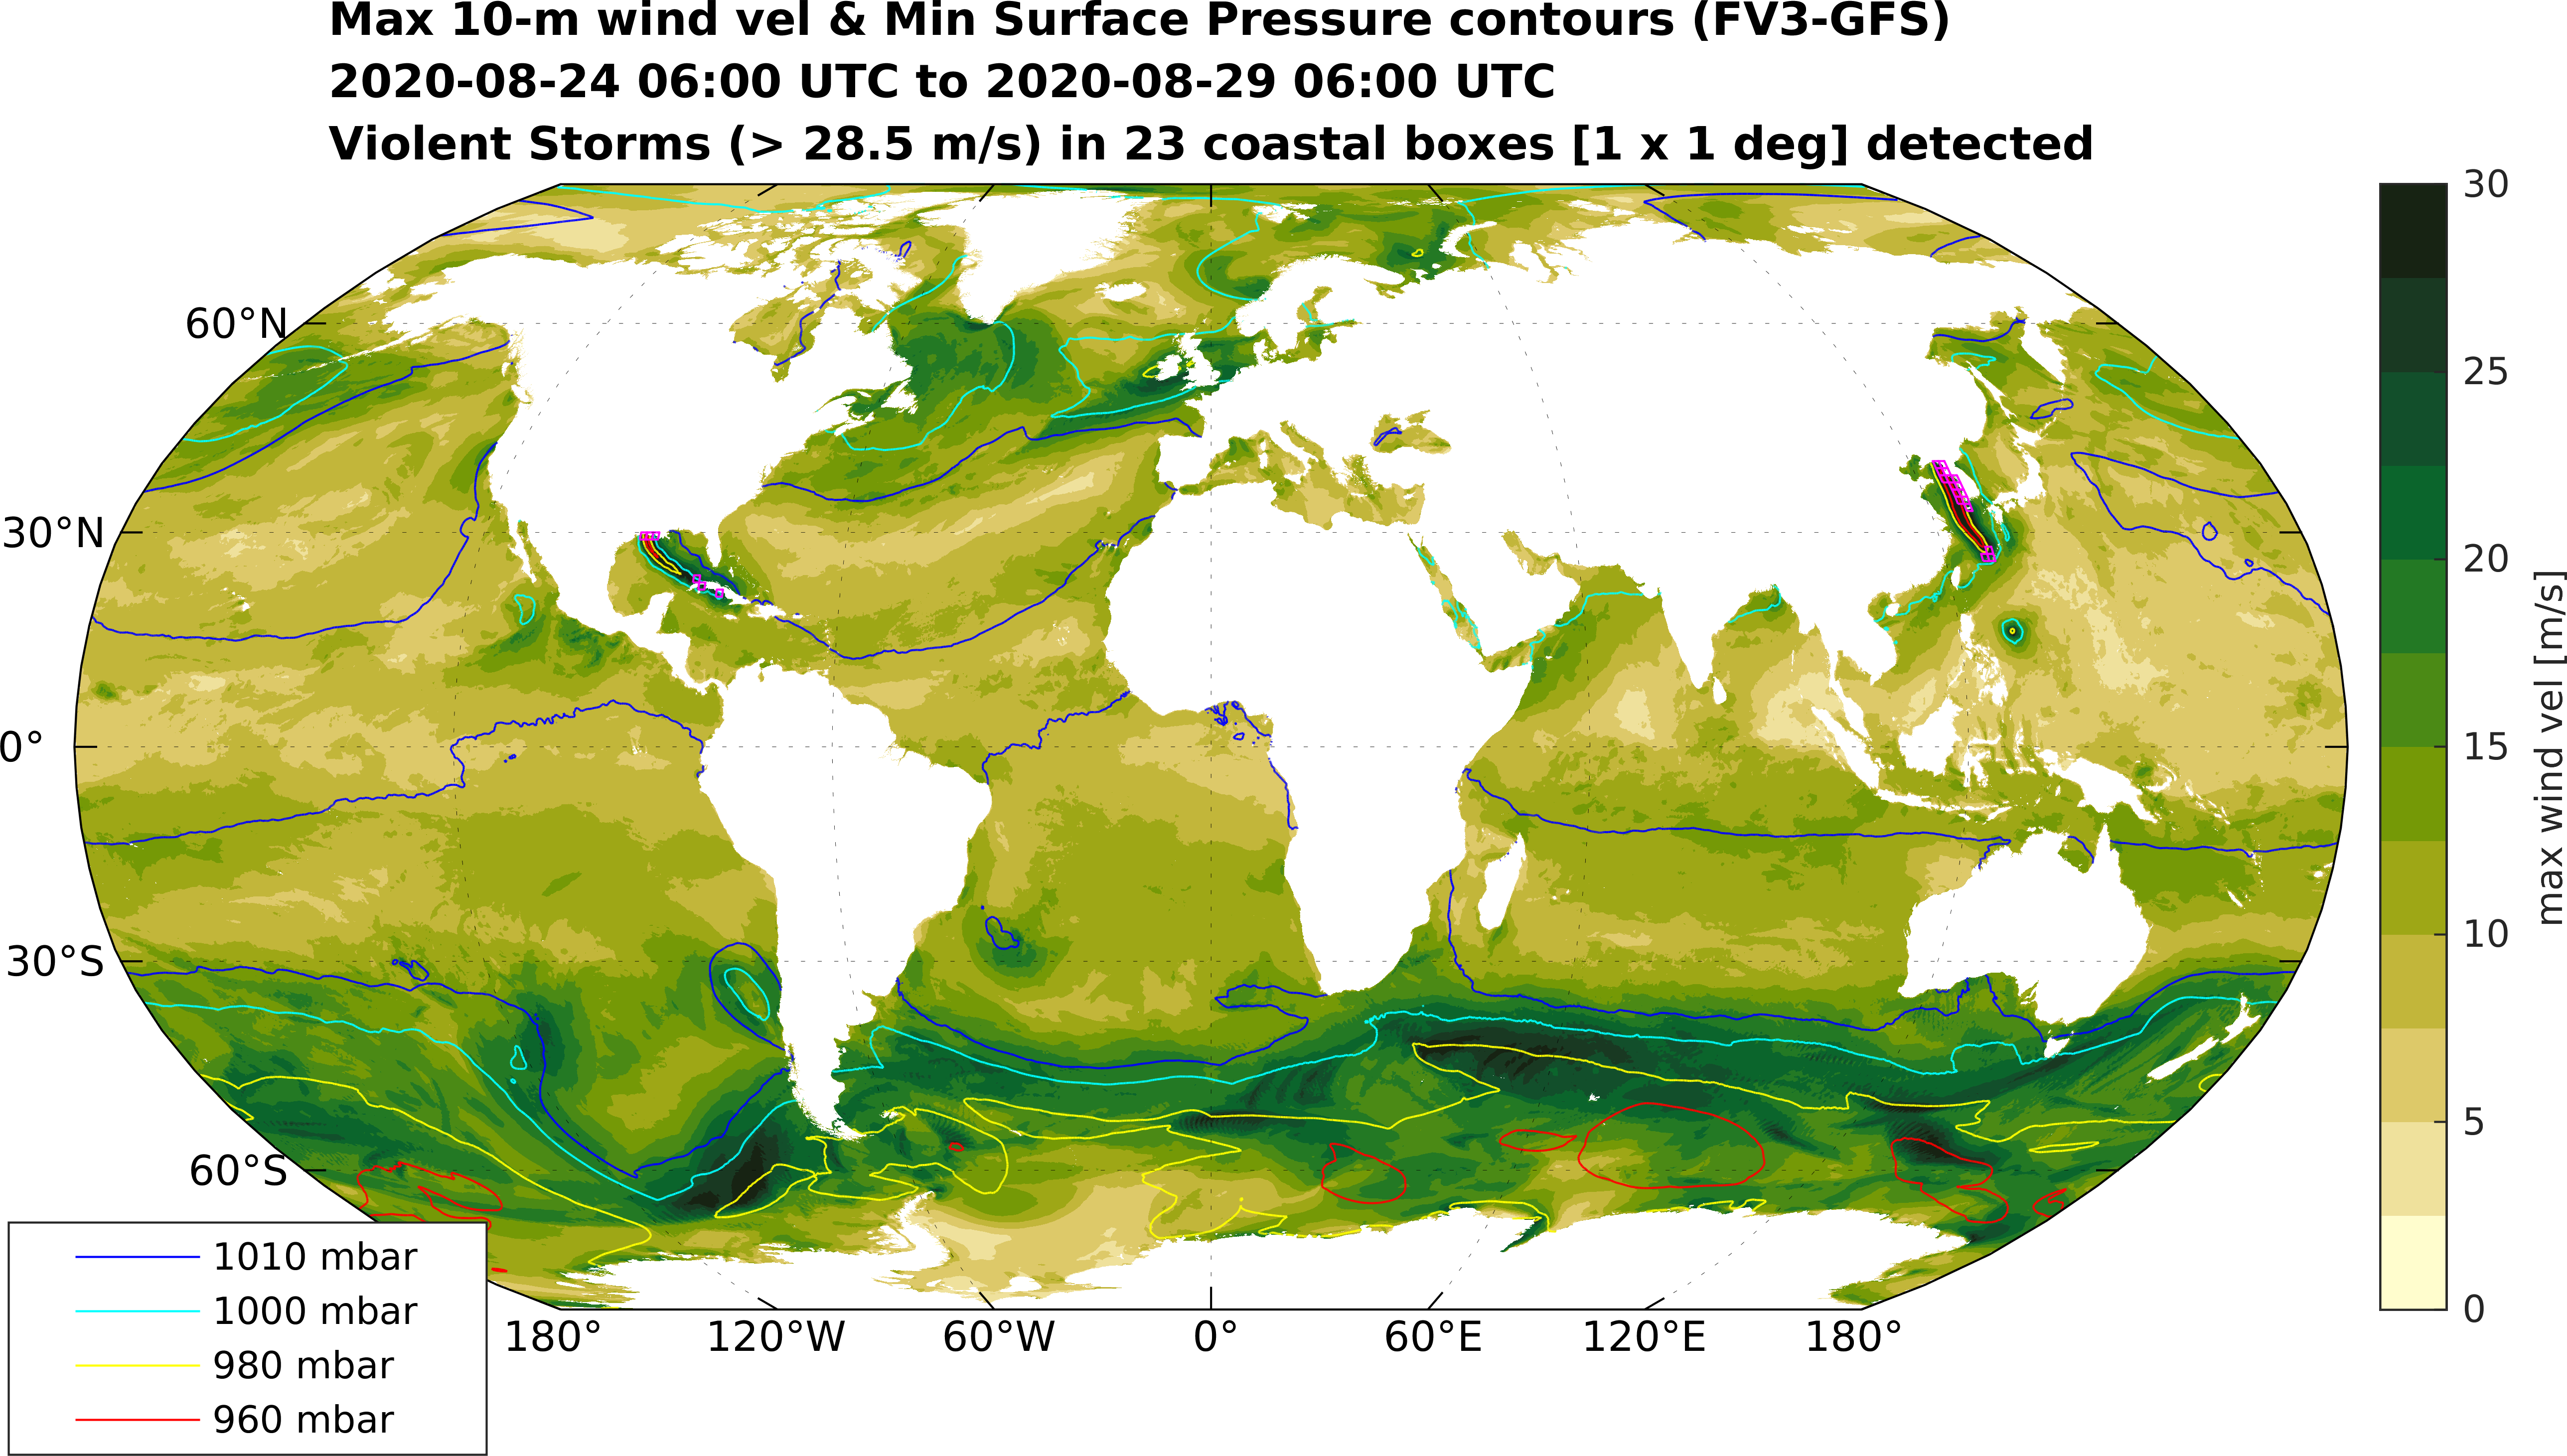 Max 10-m wind vel & Min Surface Pressure contours (FV3-GFS)
2020-08-24 06:00 UTC to 2020-08-29 06:00 UTC
Violent Storms (> 28.5 m/s) in 23 coastal boxes [1 x 1 deg] detected
60°N
30°N
0°
30°S
60°S
180°
120°W
60°W
0°
60°E
120°E
180°
1010 mbar
1000 mbar
980 mbar
960 mbar
30
25
20
15
10
5
0
max wind vel [m/s]